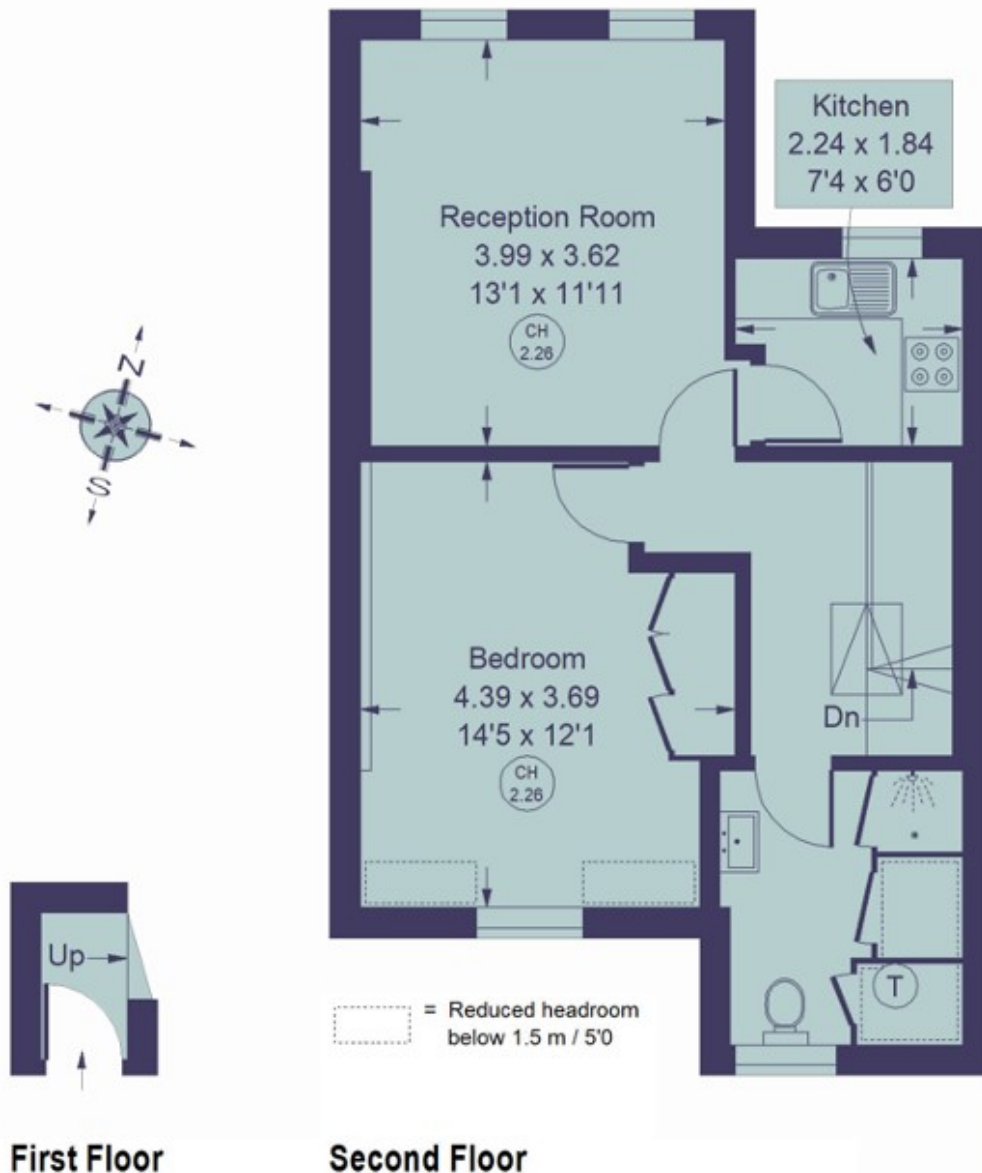 Kitchen
2.24 x 1.84
7'4 x 6'0
Reception Room
3.99 x 3.62
13'1 x 11'11
CH
2.26
N
S
Bedroom
4.39 x 3.69
14'5 x 12'1
CH
2.26
Dn
Up
T
= Reduced headroom
below 1.5 m / 5'0
First Floor
Second Floor